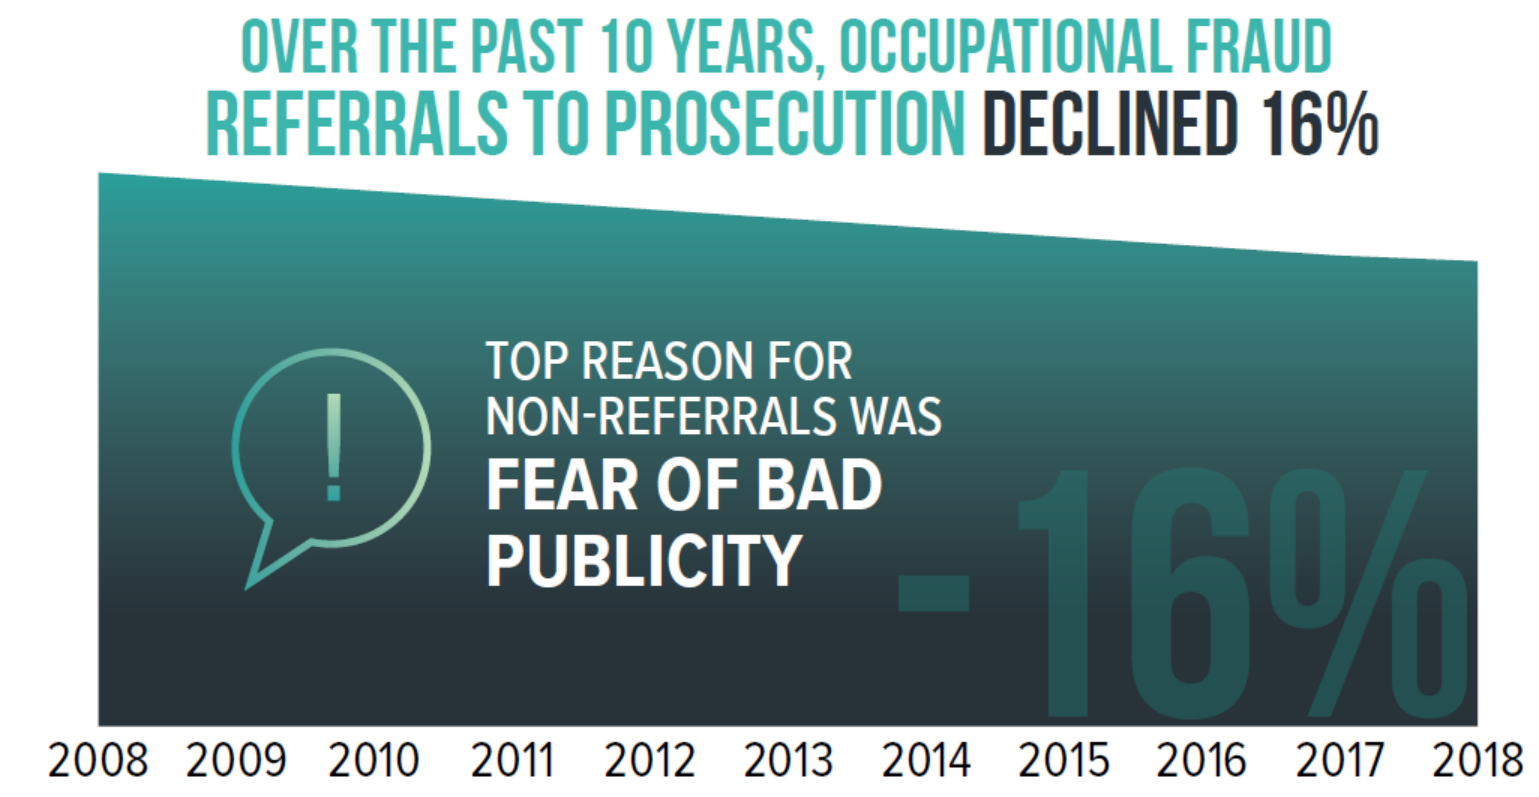 OVER THE PAST 10 YEARS, OCCUPATIONAL FRAUD
REFERRALS TO PROSECUTION DECLINED 16%
!
TOP REASON FOR
NON-REFERRALS WAS
FEAR OF BAD
PUBLICITY
-16%
2008 2009 2010 2011 2012 2013 2014 2015 2016 2017 2018